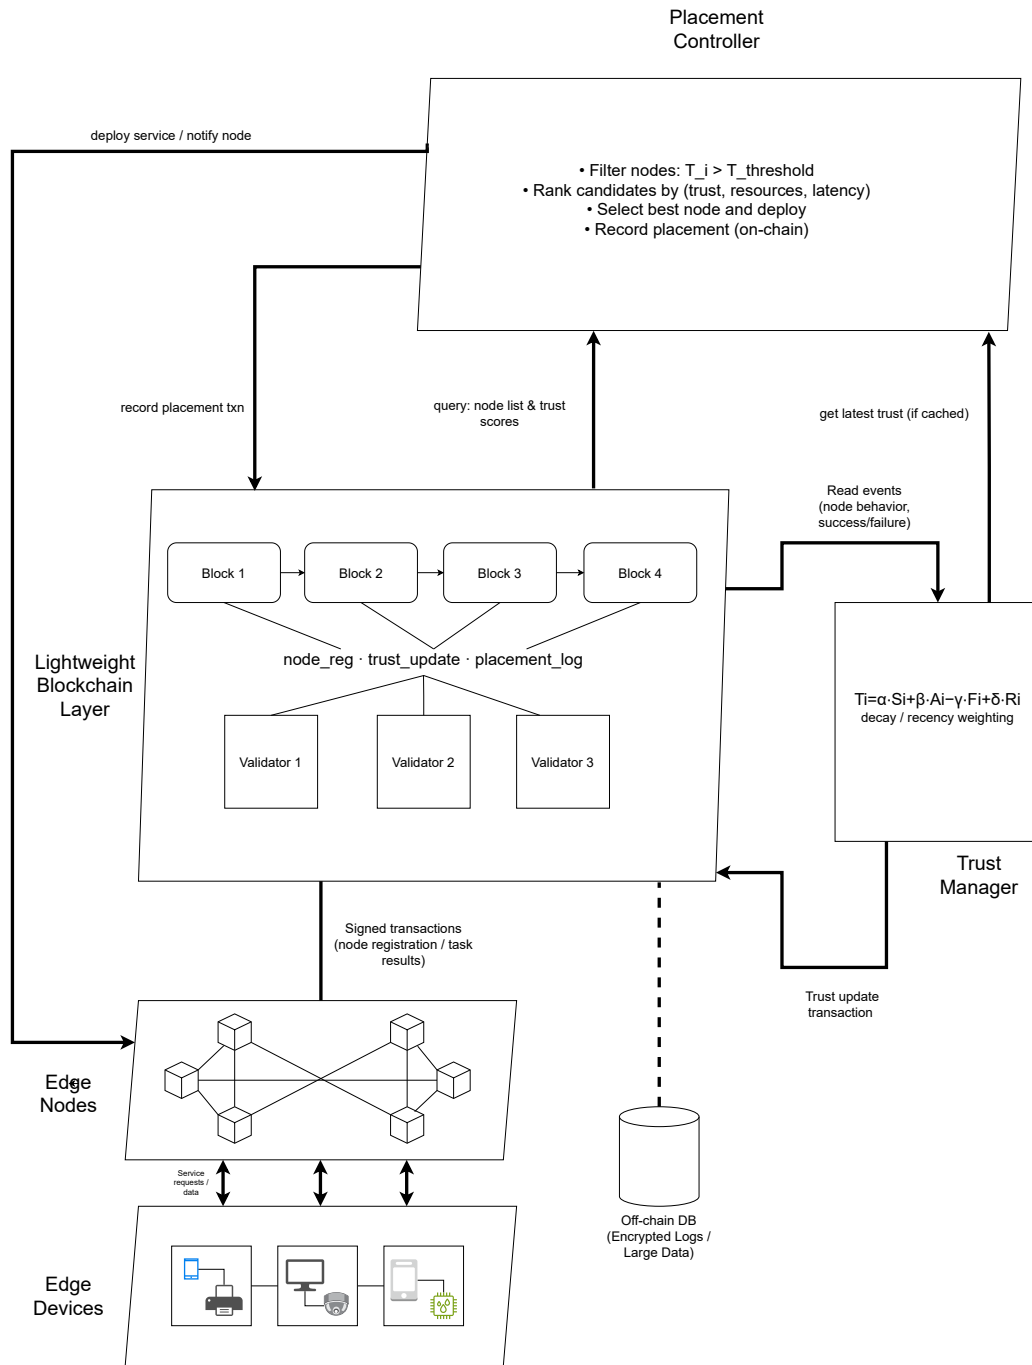 Placement
Controller
deploy service / notify node
• Filter nodes: T_i > T_threshold
• Rank candidates by (trust, resources, latency)
• Select best node and deploy
• Record placement (on-chain)
record placement txn
query: node list & trust
scores
get latest trust (if cached)
Read events
(node behavior,
success/failure)
Block 1
Block 2
Block 3
Block 4
node_reg · trust_update · placement_log
Lightweight
Blockchain
Layer
Validator 1
Validator 2
Validator 3
Ti=α·Si+β·Ai−γ·Fi+δ·Ri
decay / recency weighting
Trust
Manager
Signed transactions
(node registration / task
results)
Trust update
transaction
Edge
Nodes
Service
requests /
data
Off-chain DB
(Encrypted Logs /
Large Data)
Edge
Devices